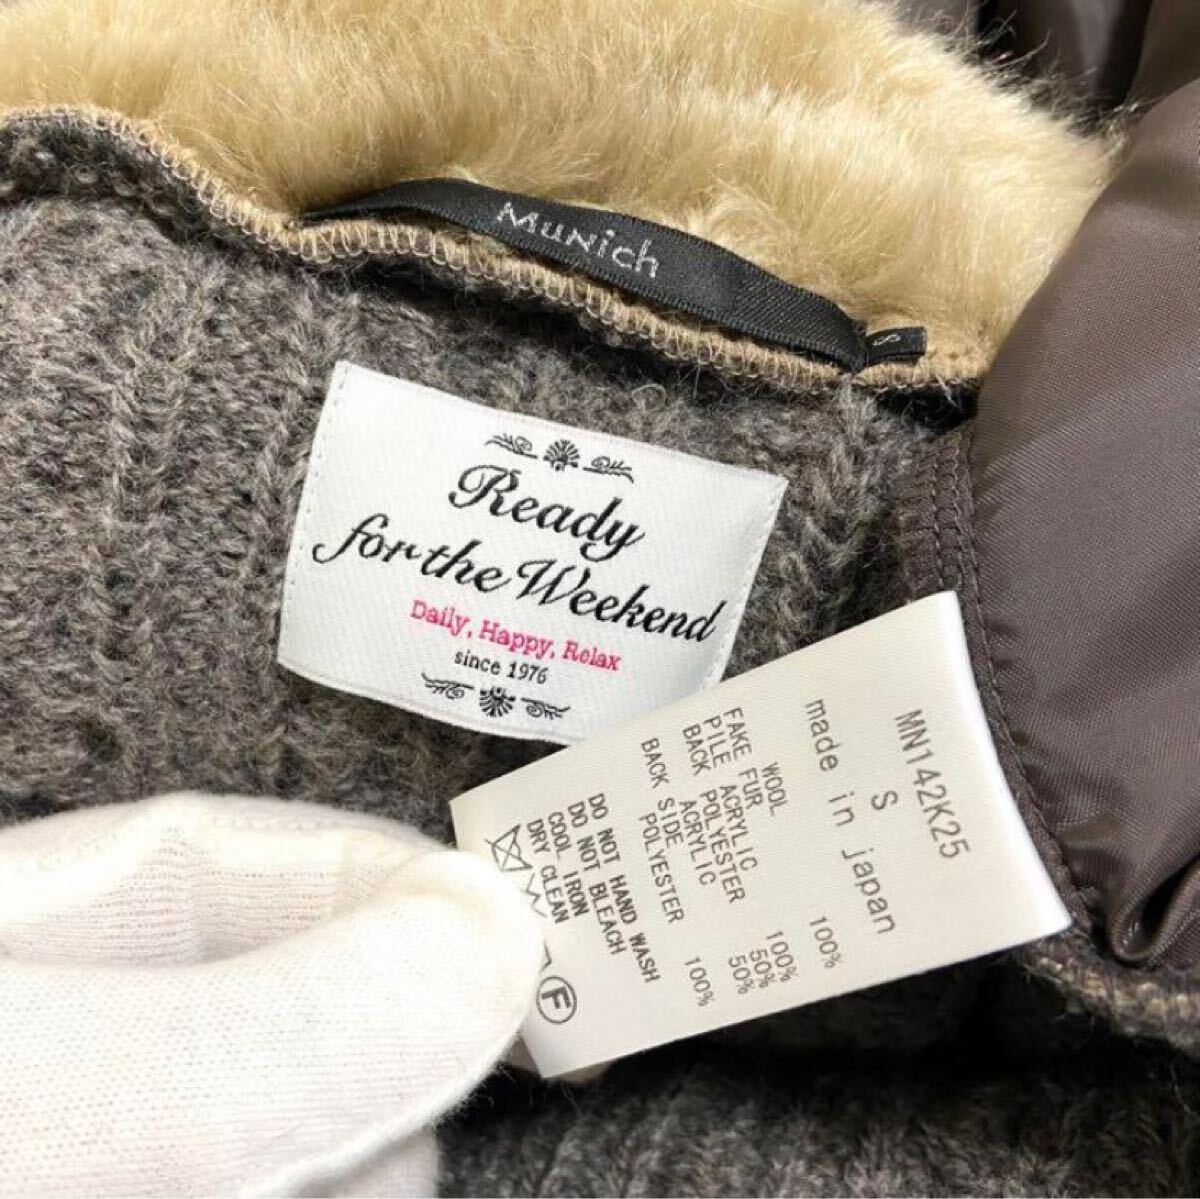 Munich
S
Ready
for the Weekend
Daily, Happy, Relax
since 1976
MN142K25
S
made in japan
WOOL 100%
FAKE FUR
PILE ACRYLIC 100%
BACK POLYESTER 50%
ACRYLIC 50%
BACK SIDE
POLYESTER 100%
DO NOT HAND WASH
DO NOT BLEACH
COOL IRON
DRY CLEAN
F